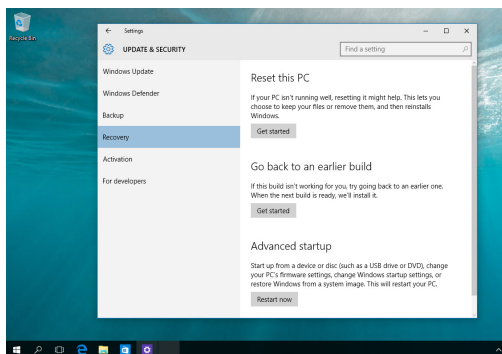 Recycle Bin
Settings
UPDATE & SECURITY
Find a setting
Windows Update
Windows Defender
Backup
Recovery
Activation
For developers
Reset this PC
If your PC isn't running well, resetting it might help. This lets you
choose to keep your files or remove them, and then reinstalls
Windows.
Get started
Go back to an earlier build
If this build isn't working for you, try going back to an earlier one.
When the next build is ready, we'll install it.
Get started
Advanced startup
Start up from a device or disc (such as a USB drive or DVD), change
your PC's firmware settings, change Windows startup settings, or
restore Windows from a system image. This will restart your PC.
Restart now